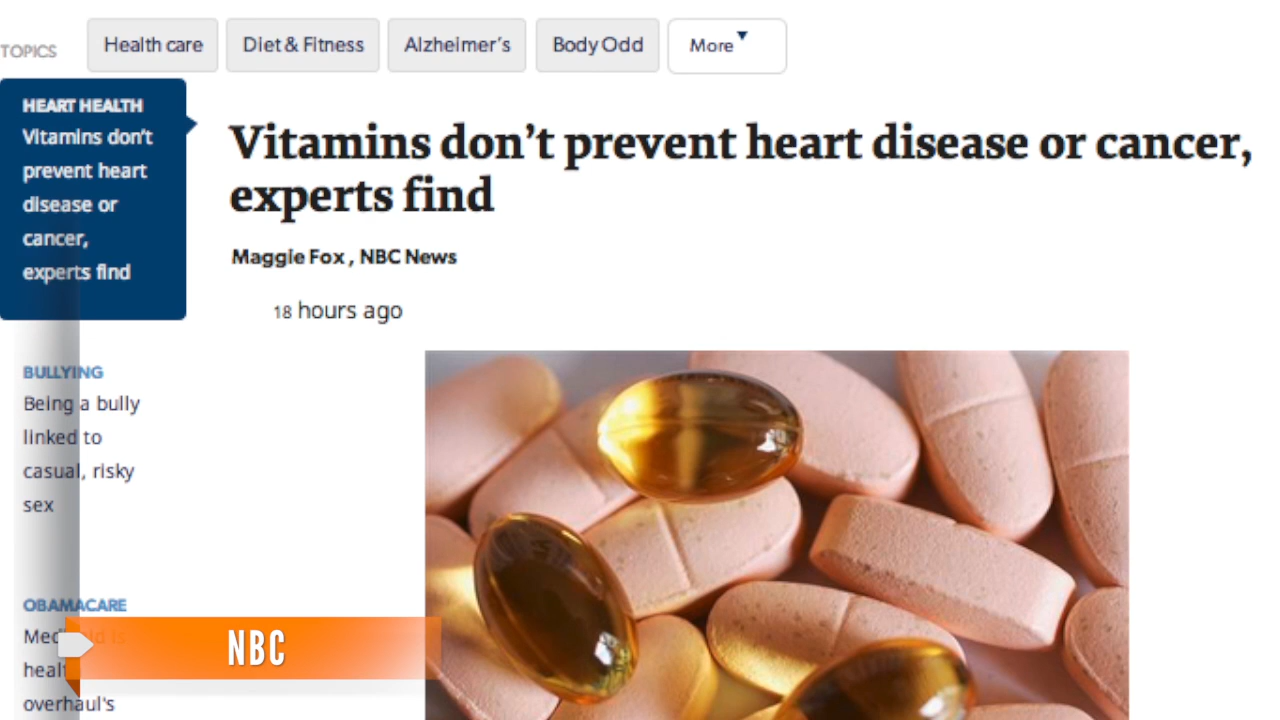 TOPICS
Health care
Diet & Fitness
Alzheimer's
Body Odd
More
HEART HEALTH
Vitamins don't
prevent heart
disease or
cancer,
experts find
Vitamins don't prevent heart disease or cancer,
experts find
Maggie Fox , NBC News
18 hours ago
BULLYING
Being a bully
linked to
casual, risky
sex
OBAMACARE
is
overhaul's
NBC